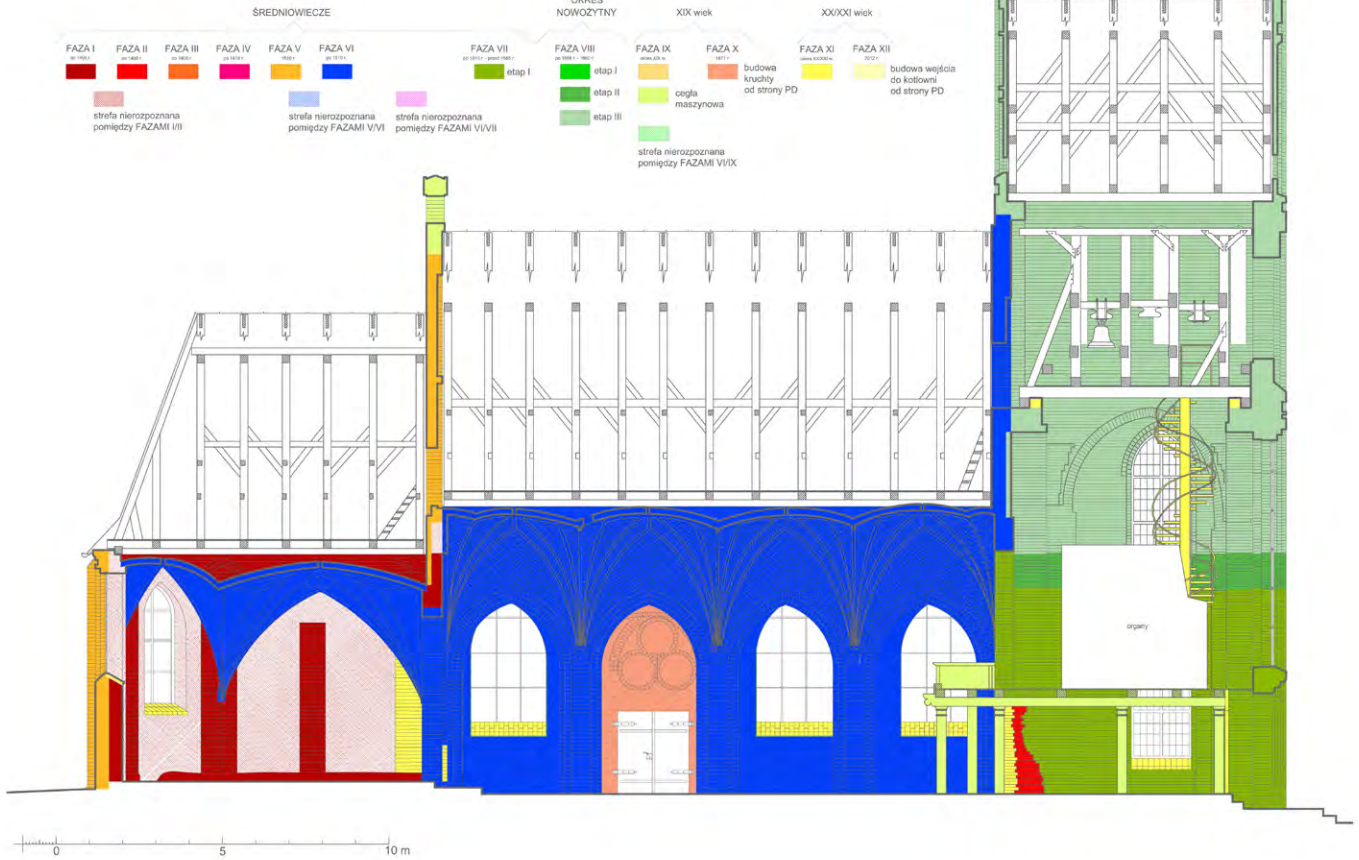 ŚREDNIOWIECZE
NOWOŻYTNY
XIX wiek
XX/XXI wiek
FAZA I
FAZA II
FAZA III
FAZA IV
FAZA V
FAZA VI
FAZA VII
FAZA VIII
FAZA IX
FAZA X
FAZA XI
FAZA XII
etap I
etap I
etap II
etap III
cegła
maszynowa
budowa
kruchty
od strony PD
budowa wejścia
do kotłowni
od strony PD
strefa nierozpoznana
pomiędzy FAZAMI I/II
strefa nierozpoznana
pomiędzy FAZAMI V/VI
strefa nierozpoznana
pomiędzy FAZAMI VI/VII
strefa nierozpoznana
pomiędzy FAZAMI VI/IX
organy
0 5 10 m